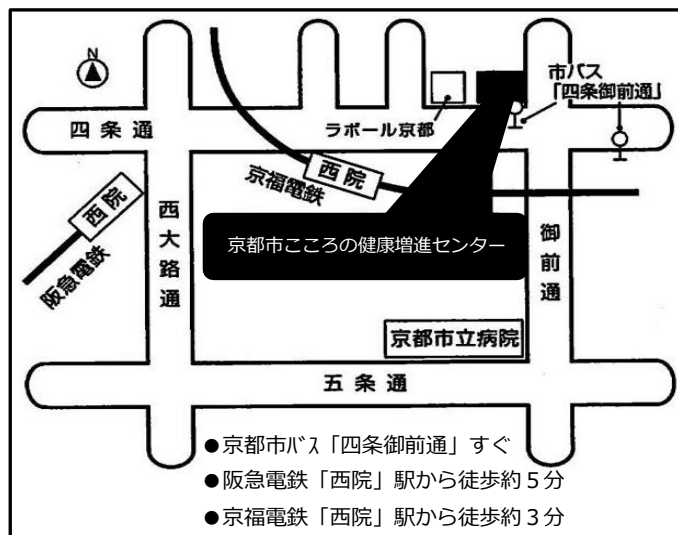 N
市バス
「四条御前通」
四条通
ラボール京都
西院
京福電鉄
西院
阪急電鉄
西大路通
京都市こころの健康増進センター
御前通
京都市立病院
五条通
●京都市ﾊﾞｽ「四条御前通」すぐ
●阪急電鉄「西院」駅から徒歩約５分
●京福電鉄「西院」駅から徒歩約３分